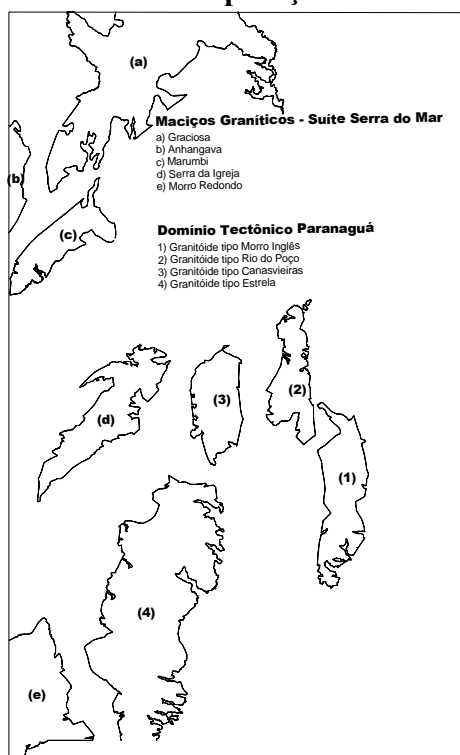 (a)
Maciços Graníticos - Suíte Serra do Mar
a) Graciosa
b) Anhangava
c) Marumbi
d) Serra da Igreja
e) Morro Redondo
(b)
(c)
Domínio Tectônico Paranaguá
1) Granitóide tipo Morro Inglês
2) Granitóide tipo Rio do Poço
3) Granitóide tipo Canasvieiras
4) Granitóide tipo Estrela
(2)
(3)
(d)
(1)
(4)
(e)